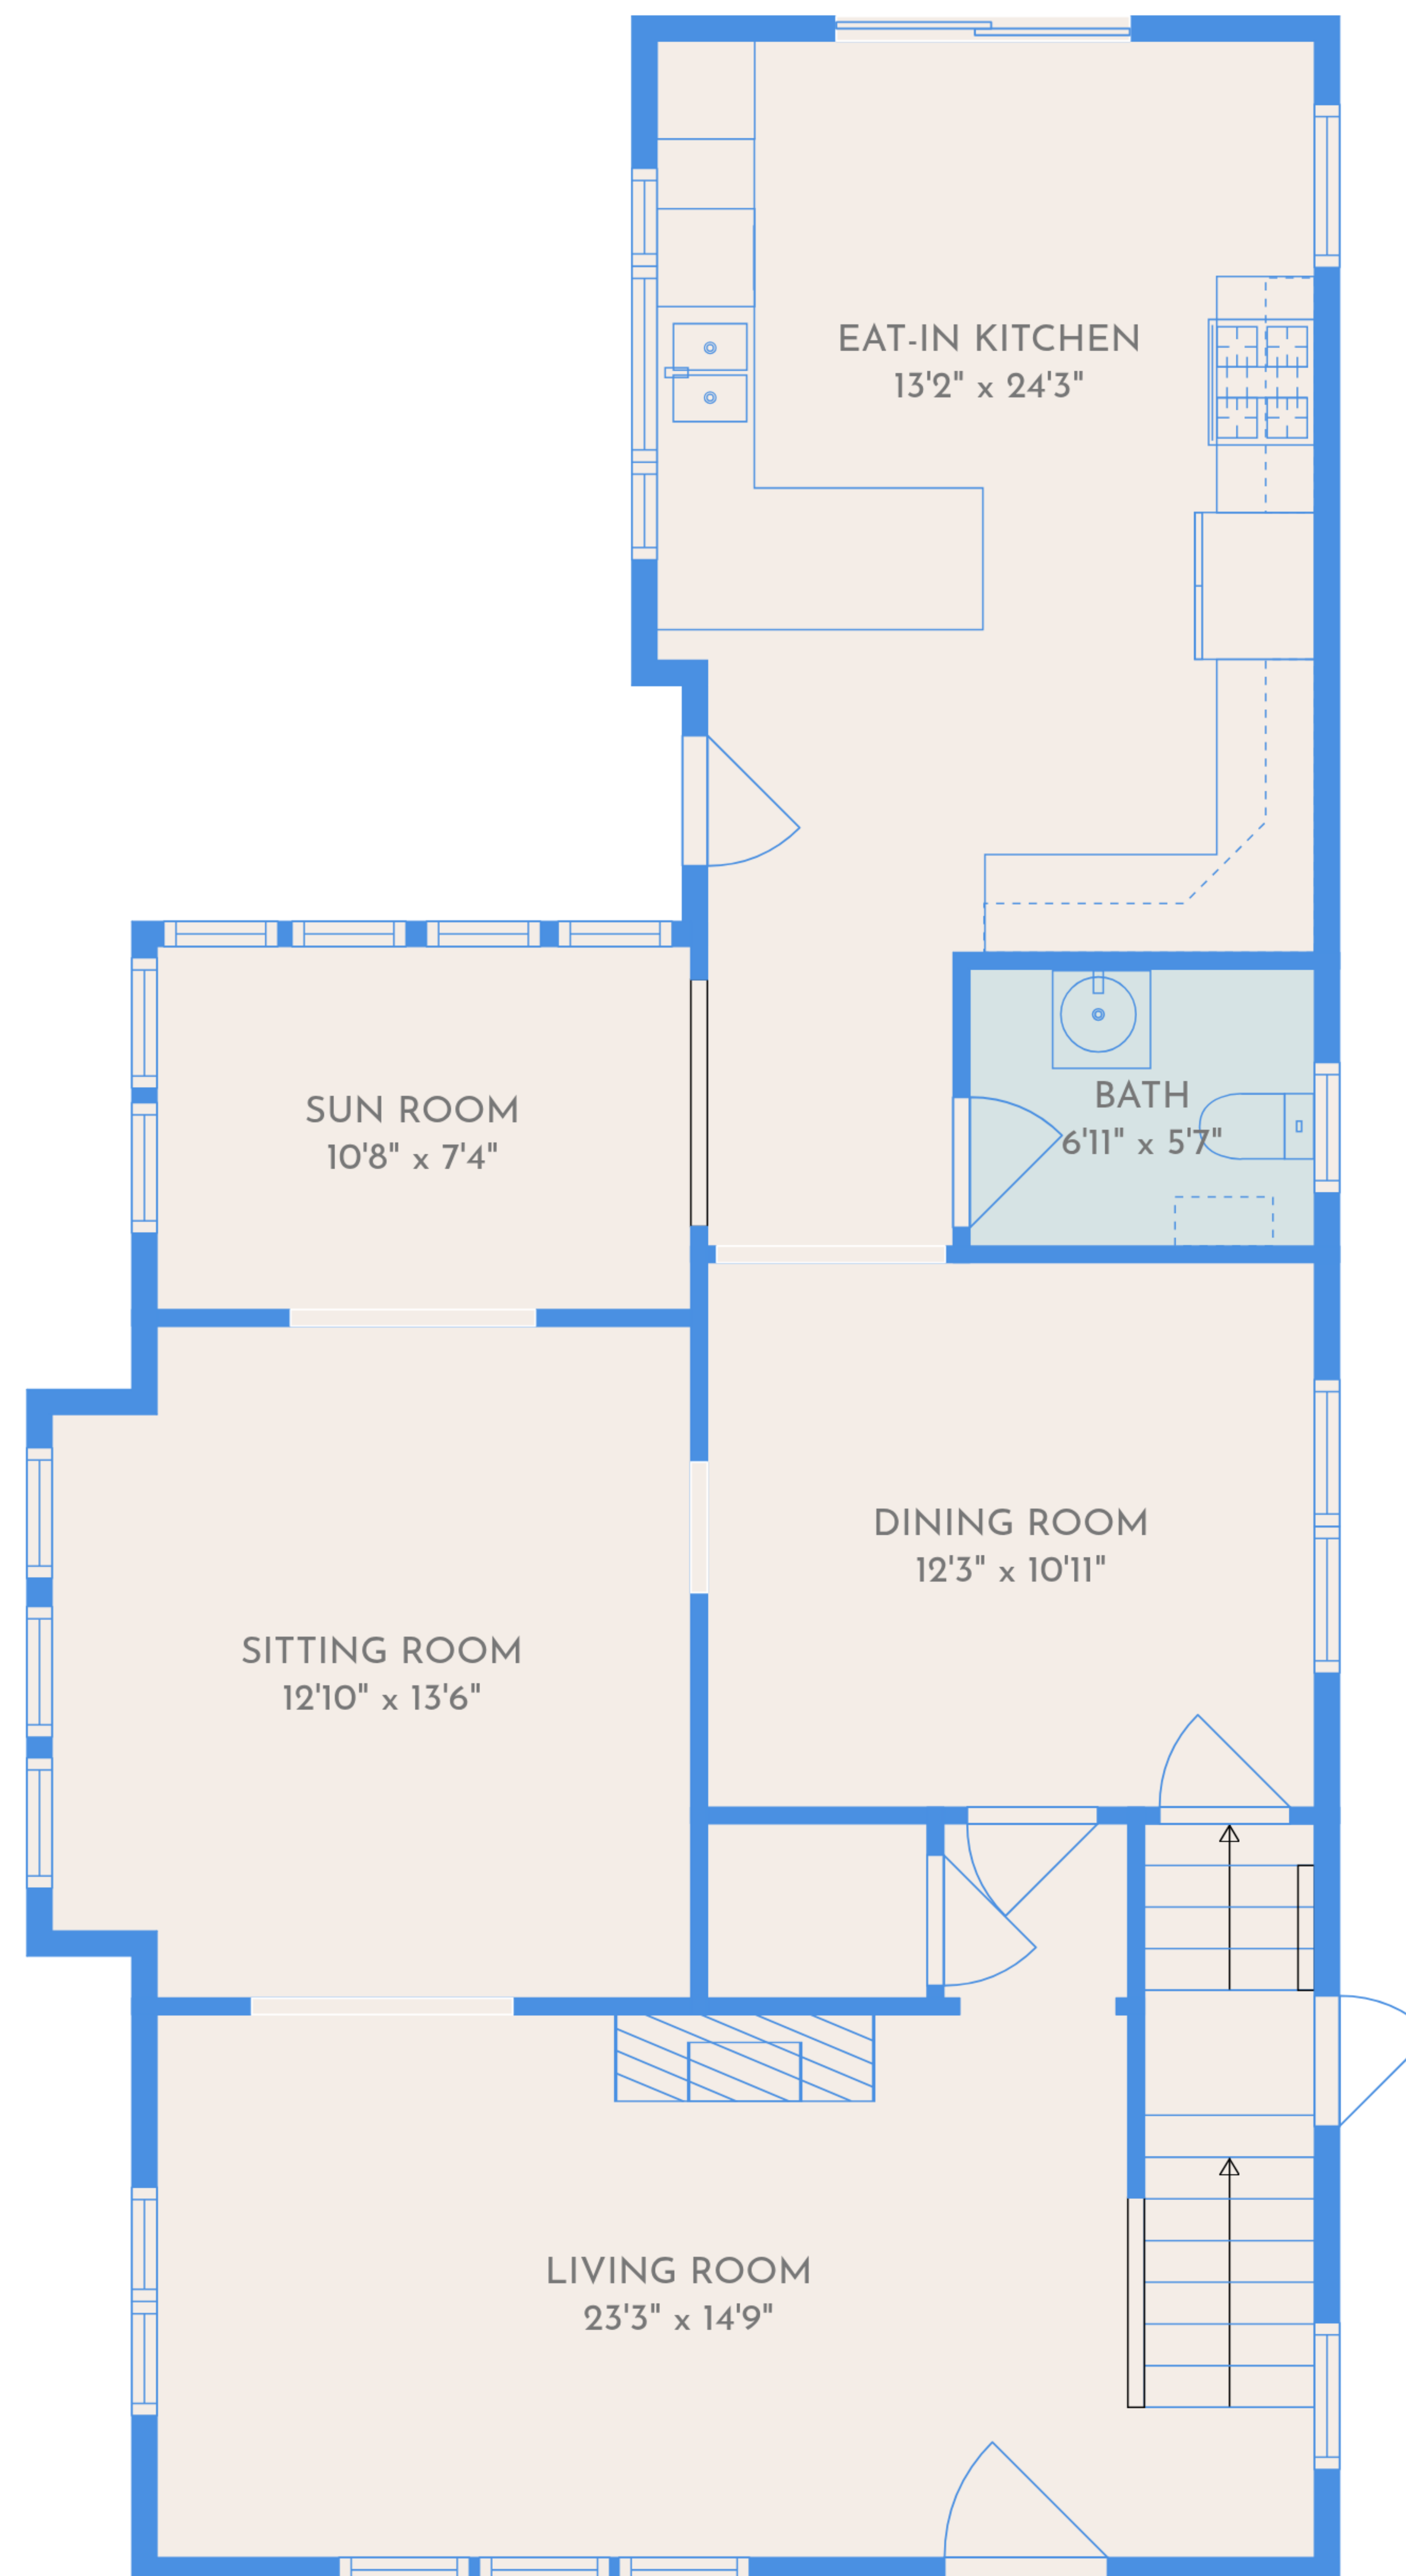 EAT-IN KITCHEN
13'2" x 24'3"
SUN ROOM
10'8" x 7'4"
BATH
6'11" x 5'7"
DINING ROOM
12'3" x 10'11"
SITTING ROOM
12'10" x 13'6"
LIVING ROOM
23'3" x 14'9"